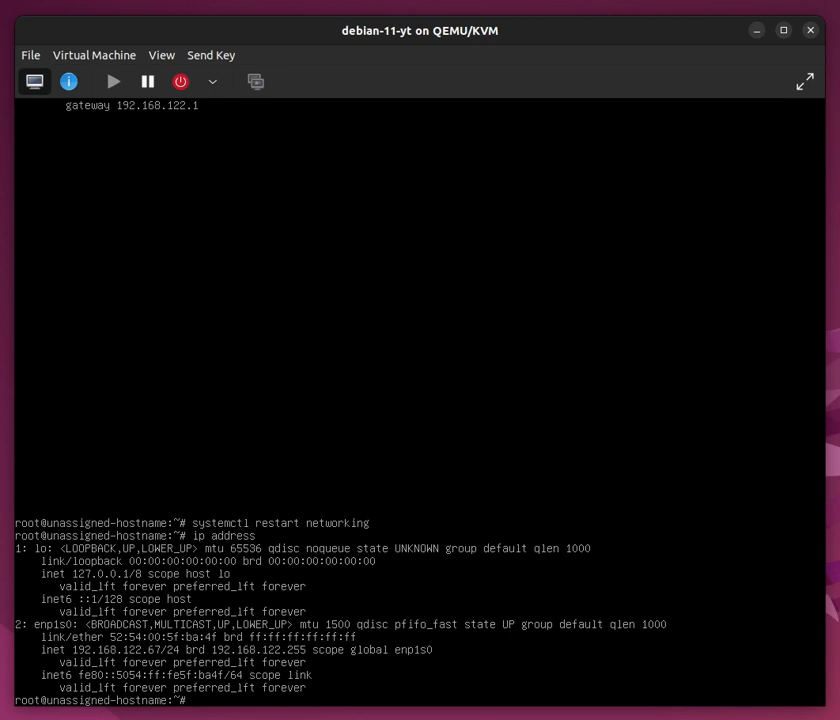 debian-11-yt on QEMU/KVM
File Virtual Machine View Send Key
gateway 192.168.122.1
root@unassigned-hostname:~# systemctl restart networking
root@unassigned-hostname:~# ip address
1: lo: <LOOPBACK,UP,LOWER_UP> mtu 65536 qdisc noqueue state UNKNOWN group default qlen 1000
link/loopback 00:00:00:00:00:00 brd 00:00:00:00:00:00
inet 127.0.0.1/8 scope host lo
valid_lft forever preferred_lft forever
inet6 ::1/128 scope host
valid_lft forever preferred_lft forever
2: enp1s0: <BROADCAST,MULTICAST,UP,LOWER_UP> mtu 1500 qdisc pfifo_fast state UP group default qlen 1000
link/ether 52:54:00:5f:ba:4f brd ff:ff:ff:ff:ff:ff
inet 192.168.122.67/24 brd 192.168.122.255 scope global enp1s0
valid_lft forever preferred_lft forever
inet6 fe80::5054:ff:fe5f:ba4f/64 scope link
valid_lft forever preferred_lft forever
root@unassigned-hostname:~#